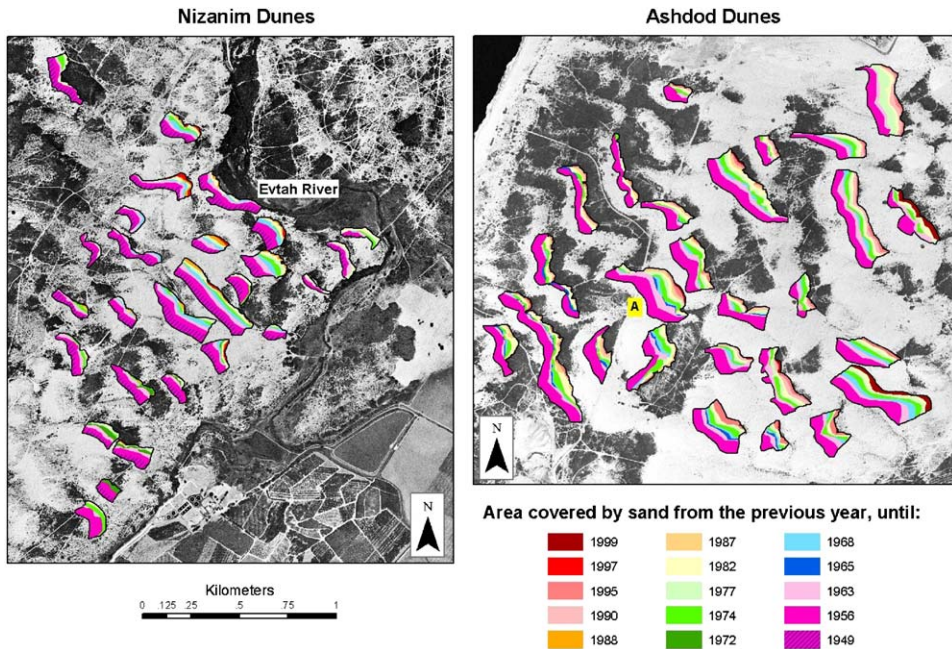 Nizanim Dunes
Ashdod Dunes
Evtah River
A
N
N
Kilometers
0 .125 .25 .5 .75 1
Area covered by sand from the previous year, until:
1999 1987 1968
1997 1982 1965
1995 1977 1963
1990 1974 1956
1988 1972 1949